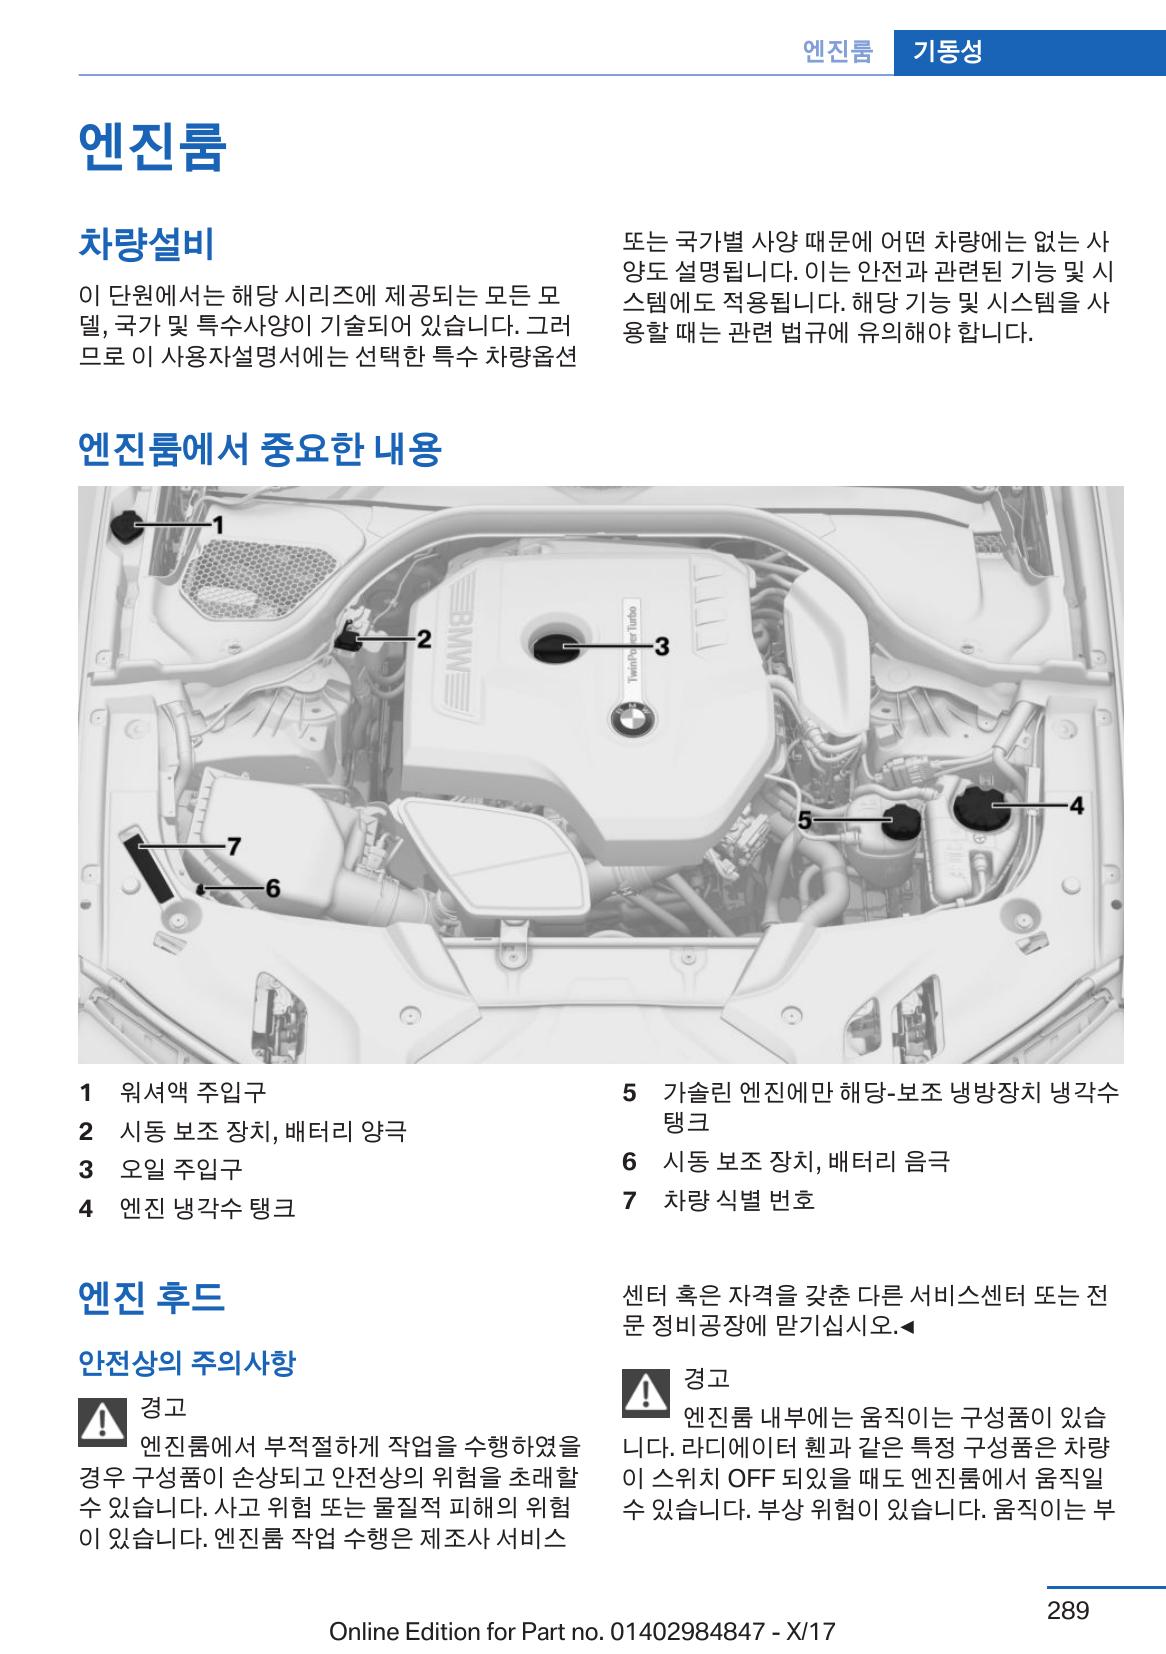 엔진룸 기동성
엔진룸
차량설비
이 단원에서는 해당 시리즈에 제공되는 모든 모
델, 국가 및 특수사양이 기술되어 있습니다. 그러
므로 이 사용자설명서에는 선택한 특수 차량옵션
또는 국가별 사양 때문에 어떤 차량에는 없는 사
양도 설명됩니다. 이는 안전과 관련된 기능 및 시
스템에도 적용됩니다. 해당 기능 및 시스템을 사
용할 때는 관련 법규에 유의해야 합니다.
엔진룸에서 중요한 내용
1
2
3
4
5
6
7
BMW
TwinPower Turbo
BMW
1 워셔액 주입구
2 시동 보조 장치, 배터리 양극
3 오일 주입구
4 엔진 냉각수 탱크
5 가솔린 엔진에만 해당-보조 냉방장치 냉각수
탱크
6 시동 보조 장치, 배터리 음극
7 차량 식별 번호
엔진 후드
안전상의 주의사항
경고
엔진룸에서 부적절하게 작업을 수행하였을
경우 구성품이 손상되고 안전상의 위험을 초래할
수 있습니다. 사고 위험 또는 물질적 피해의 위험
이 있습니다. 엔진룸 작업 수행은 제조사 서비스
센터 혹은 자격을 갖춘 다른 서비스센터 또는 전
문 정비공장에 맡기십시오.◄
경고
엔진룸 내부에는 움직이는 구성품이 있습
니다. 라디에이터 휀과 같은 특정 구성품은 차량
이 스위치 OFF 되있을 때도 엔진룸에서 움직일
수 있습니다. 부상 위험이 있습니다. 움직이는 부
289
Online Edition for Part no. 01402984847 - X/17